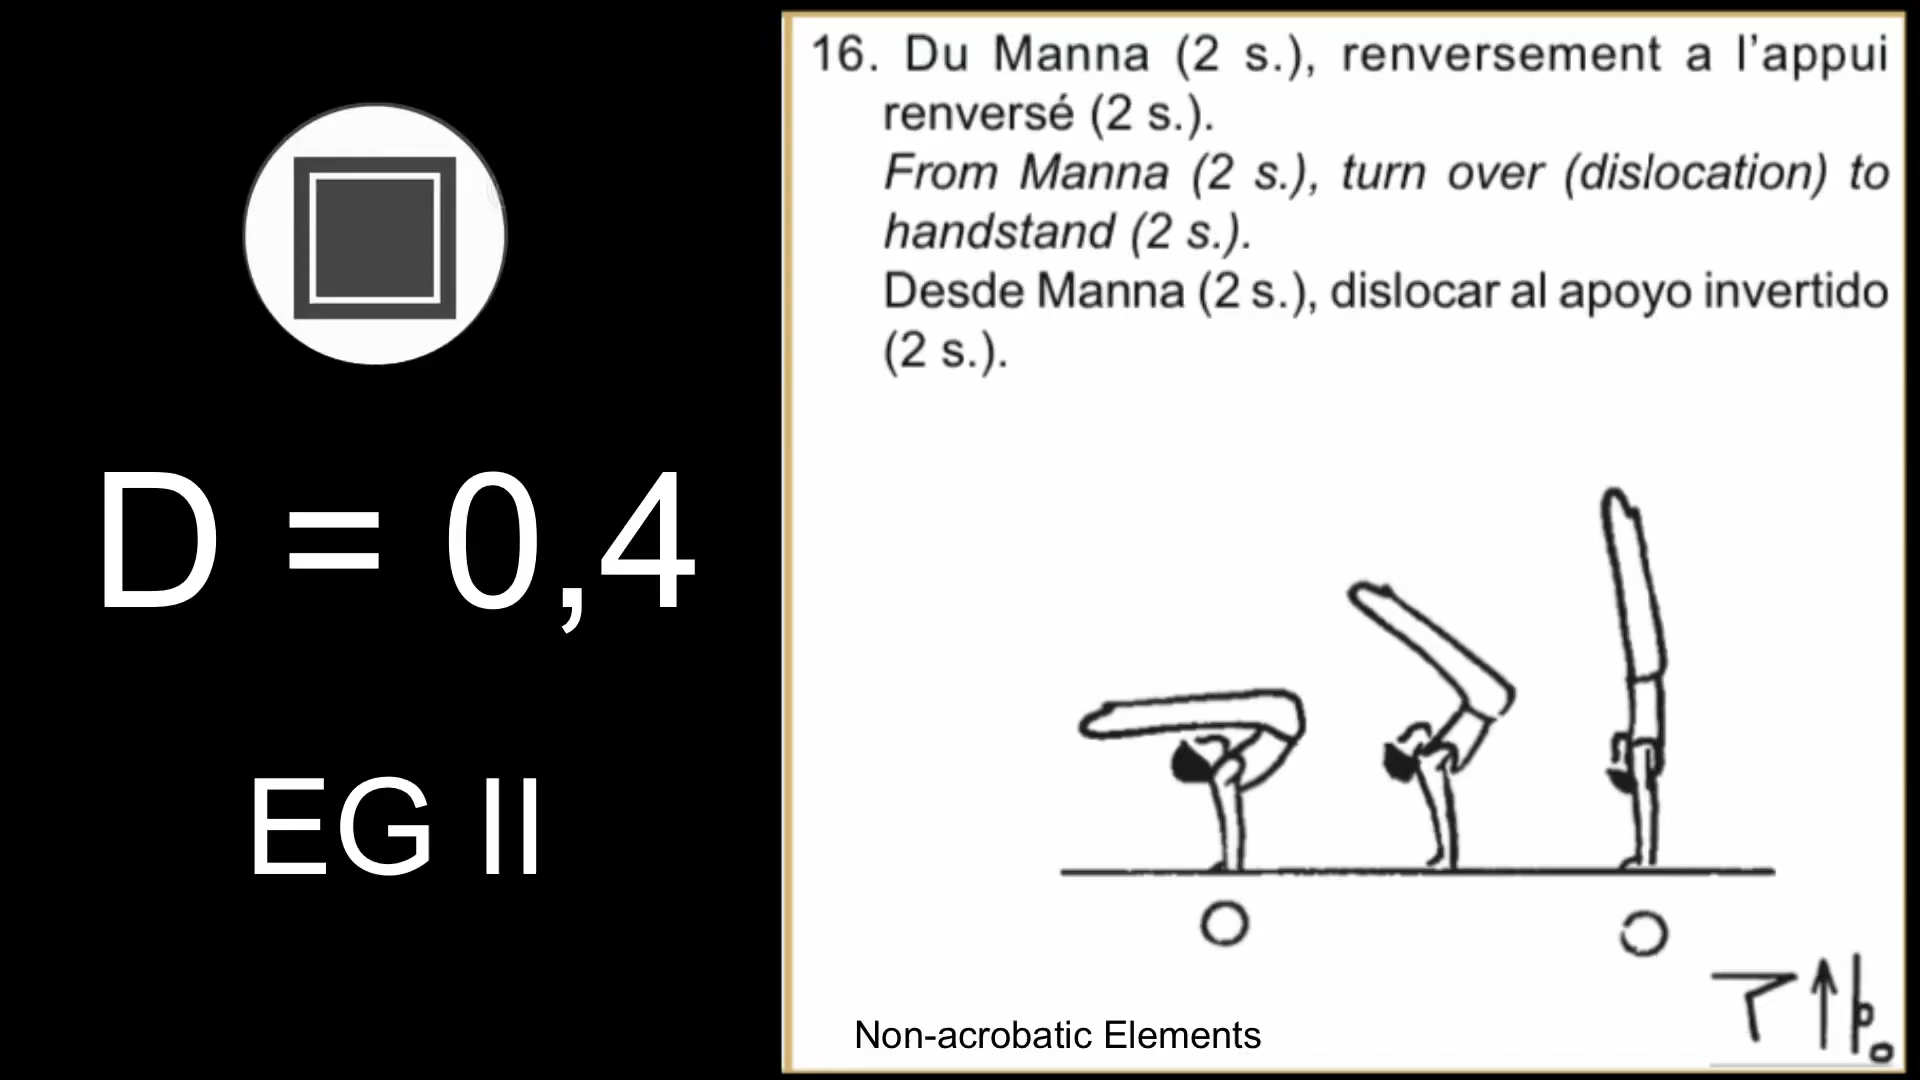 D = 0,4
EG II
16. Du Manna (2 s.), renversement a l’appui
renversé (2 s.).
From Manna (2 s.), turn over (dislocation) to
handstand (2 s.).
Desde Manna (2 s.), dislocar al apoyo invertido
(2 s.).
Non-acrobatic Elements